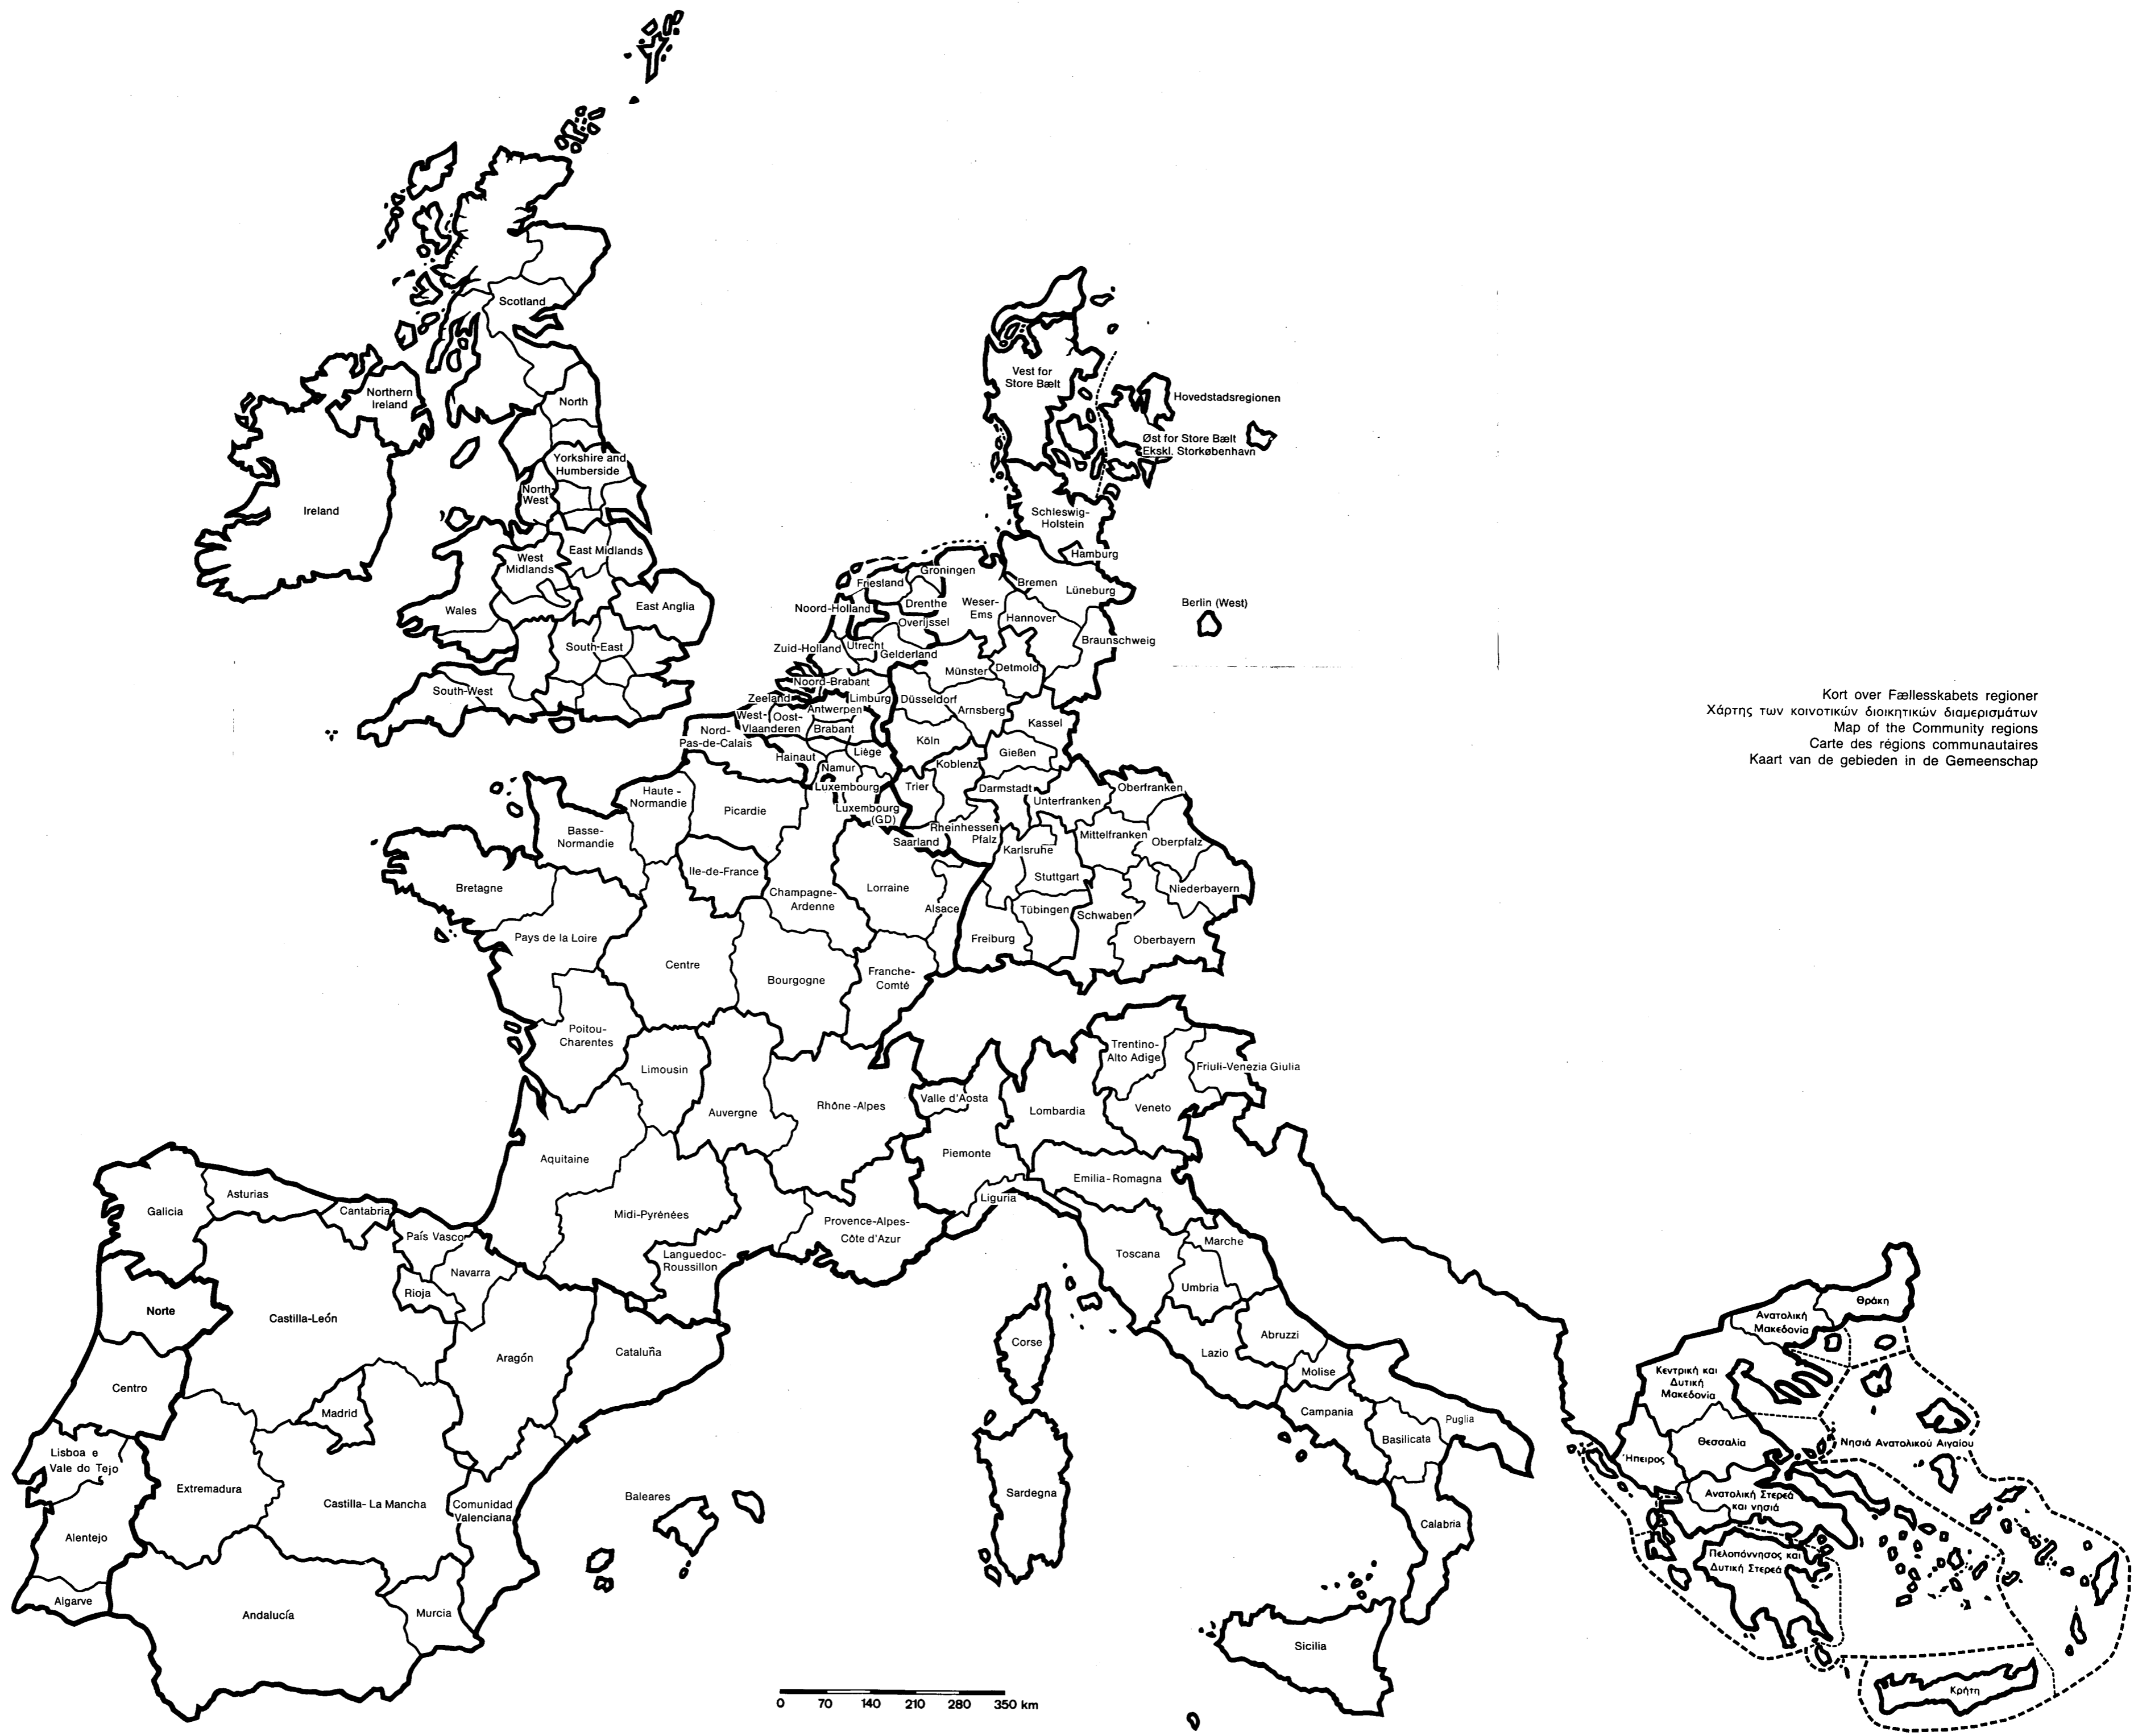 Scotland
Northern
Ireland
North
Yorkshire and
Humberside
North-
West
Ireland
East Midlands
West
Midlands
Wales
East Anglia
South-East
South-West
Vest for
Store Bælt
Hovedstadsregionen
Øst for Store Bælt
Ekskl. Storkøbenhavn
Schleswig-
Holstein
Hamburg
Bremen
Lüneburg
Weser-
Ems
Hannover
Braunschweig
Berlin (West)
Groningen
Friesland
Drenthe
Noord-Holland
Overijssel
Zuid-Holland
Utrecht
Gelderland
Noord-Brabant
Zeeland
Limburg
Münster
Detmold
Düsseldorf
Arnsberg
Kassel
Köln
Gießen
Koblenz
Trier
Darmstadt
Unterfranken
Oberfranken
Rheinhessen
Pfalz
Saarland
Karlsruhe
Mittelfranken
Oberpfalz
Stuttgart
Niederbayern
Tübingen
Schwaben
Freiburg
Oberbayern
West-
Vlaanderen
Oost-
Antwerpen
Brabant
Hainaut
Liège
Namur
Luxembourg
Luxembourg
(GD)
Kort over Fællesskabets regioner
Χάρτης των κοινοτικών διοικητικών διαμερισμάτων
Map of the Community regions
Carte des régions communautaires
Kaart van de gebieden in de Gemeenschap
Nord-
Pas-de-Calais
Haute -
Normandie
Picardie
Basse-
Normandie
Ile-de-France
Bretagne
Champagne-
Ardenne
Lorraine
Alsace
Pays de la Loire
Centre
Bourgogne
Franche-
Comté
Poitou-
Charentes
Limousin
Auvergne
Rhône -Alpes
Aquitaine
Midi-Pyrénées
Languedoc-
Roussillon
Provence-Alpes-
Côte d'Azur
Corse
Trentino-
Alto Adige
Friuli-Venezia Giulia
Valle d'Aosta
Lombardia
Veneto
Piemonte
Emilia-Romagna
Liguria
Toscana
Marche
Umbria
Abruzzi
Lazio
Molise
Campania
Puglia
Basilicata
Sardegna
Calabria
Sicilia
Galicia
Asturias
Cantabria
País Vasco
Navarra
Rioja
Castilla-León
Aragón
Cataluña
Madrid
Extremadura
Castilla- La Mancha
Comunidad
Valenciana
Baleares
Andalucía
Murcia
Norte
Centro
Lisboa e
Vale do Tejo
Alentejo
Algarve
Θράκη
Ανατολική
Μακεδονία
Κεντρική και
Δυτική
Μακεδονία
Θεσσαλία
Ήπειρος
Νησιά Ανατολικού Αιγαίου
Ανατολική Στερεά
και νησιά
Πελοπόννησος και
Δυτική Στερεά
Κρήτη
0 70 140 210 280 350 km